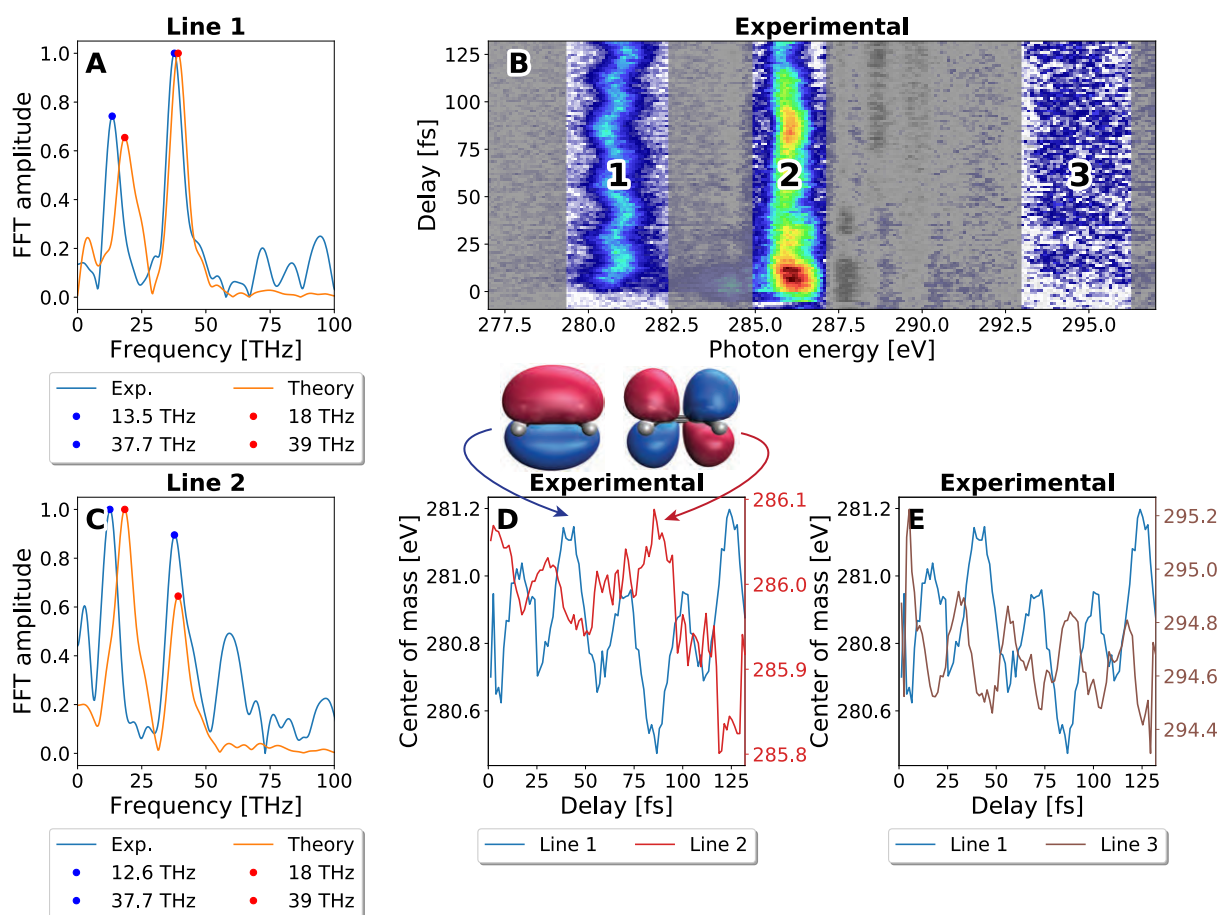 Line 1
A
FFT amplitude
1.0
0.8
0.6
0.4
0.2
0.0
0 25 50 75 100
Frequency [THz]
Exp. Theory
13.5 THz 18 THz
37.7 THz 39 THz
Experimental
B
Delay [fs]
125
100
75
50
25
0
1 2 3
277.5 280.0 282.5 285.0 287.5 290.0 292.5 295.0
Photon energy [eV]
Line 2
C
FFT amplitude
1.0
0.8
0.6
0.4
0.2
0.0
0 25 50 75 100
Frequency [THz]
Exp. Theory
12.6 THz 18 THz
37.7 THz 39 THz
Experimental
D
Center of mass [eV]
281.2
281.0
280.8
280.6
286.1
286.0
285.9
285.8
0 25 50 75 100 125
Delay [fs]
Line 1 Line 2
Experimental
E
Center of mass [eV]
281.2
281.0
280.8
280.6
295.2
295.0
294.8
294.6
294.4
0 25 50 75 100 125
Delay [fs]
Line 1 Line 3